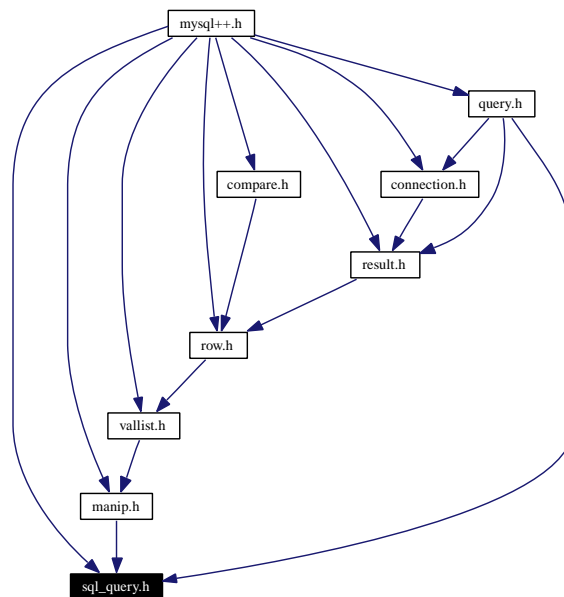 mysql++.h
query.h
compare.h
connection.h
result.h
row.h
vallist.h
manip.h
sql_query.h